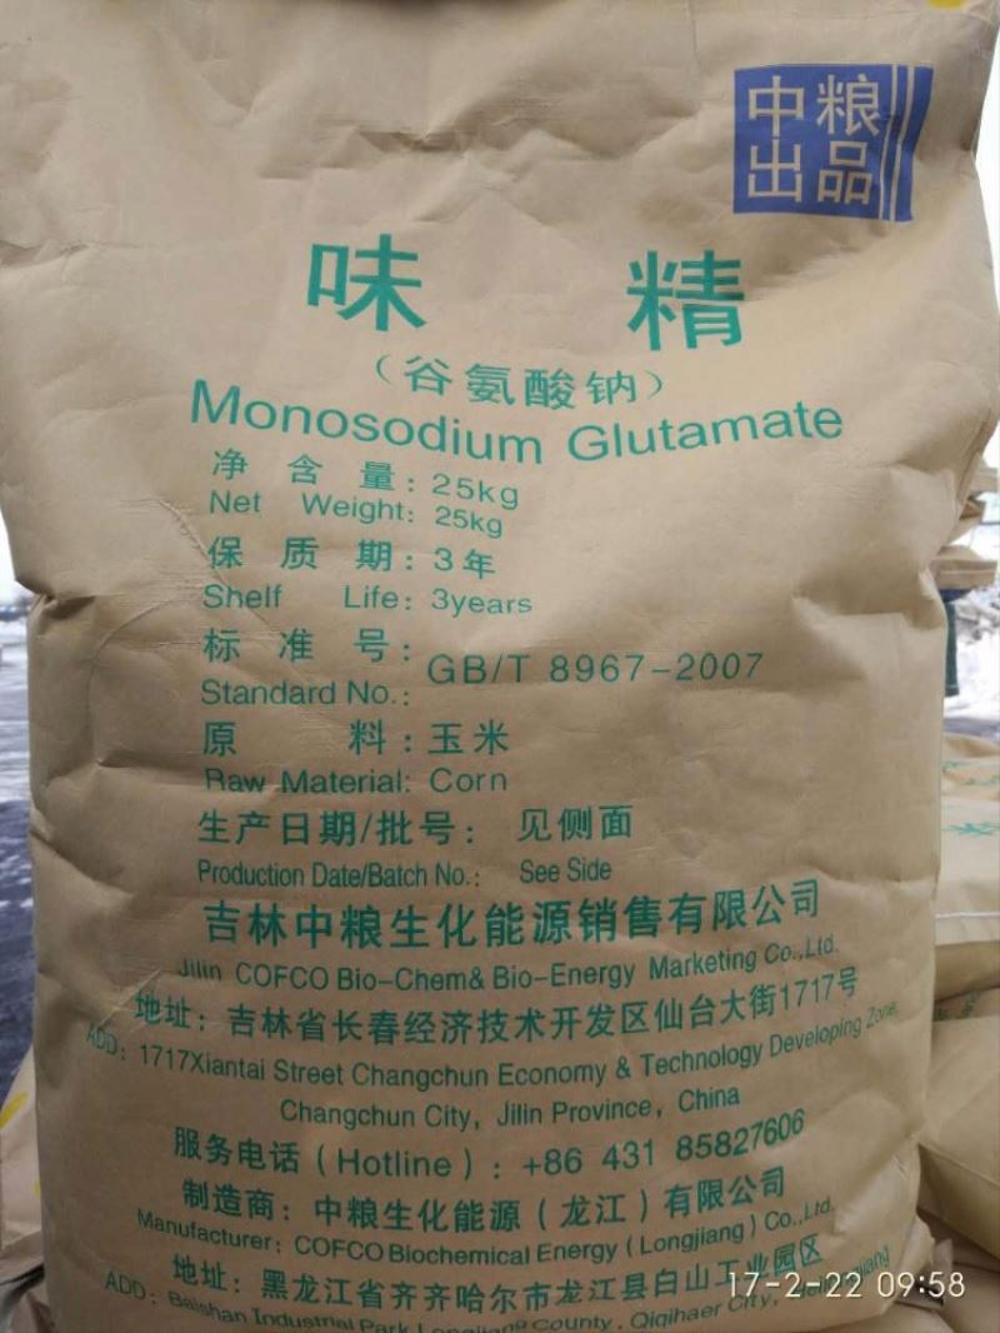 中粮
出品
味 精
（谷氨酸钠）
Monosodium Glutamate
净 含 量：25kg
Net Weight: 25kg
保 质 期：3年
Shelf Life: 3years
标 准 号：
GB/T 8967-2007
Standard No.:
原 料：玉米
Raw Material: Corn
生产日期/批号： 见侧面
Production Date/Batch No.: See Side
吉林中粮生化能源销售有限公司
Jilin COFCO Bio-Chem& Bio-Energy Marketing Co.,Ltd.
地址：吉林省长春经济技术开发区仙台大街1717号
ADD: 1717Xiantai Street Changchun Economy & Technology Developing Zone,
Changchun City, Jilin Province, China
服务电话（Hotline）：+86 431 85827606
制造商：中粮生化能源（龙江）有限公司
Manufacturer: COFCO Biochemical Energy (Longjiang) Co.,Ltd.
地址：黑龙江省齐齐哈尔市龙江县白山工业园区
ADD: Baishan Industrial Park Longjiang County, Qiqihaer City,
17-2-22 09:58